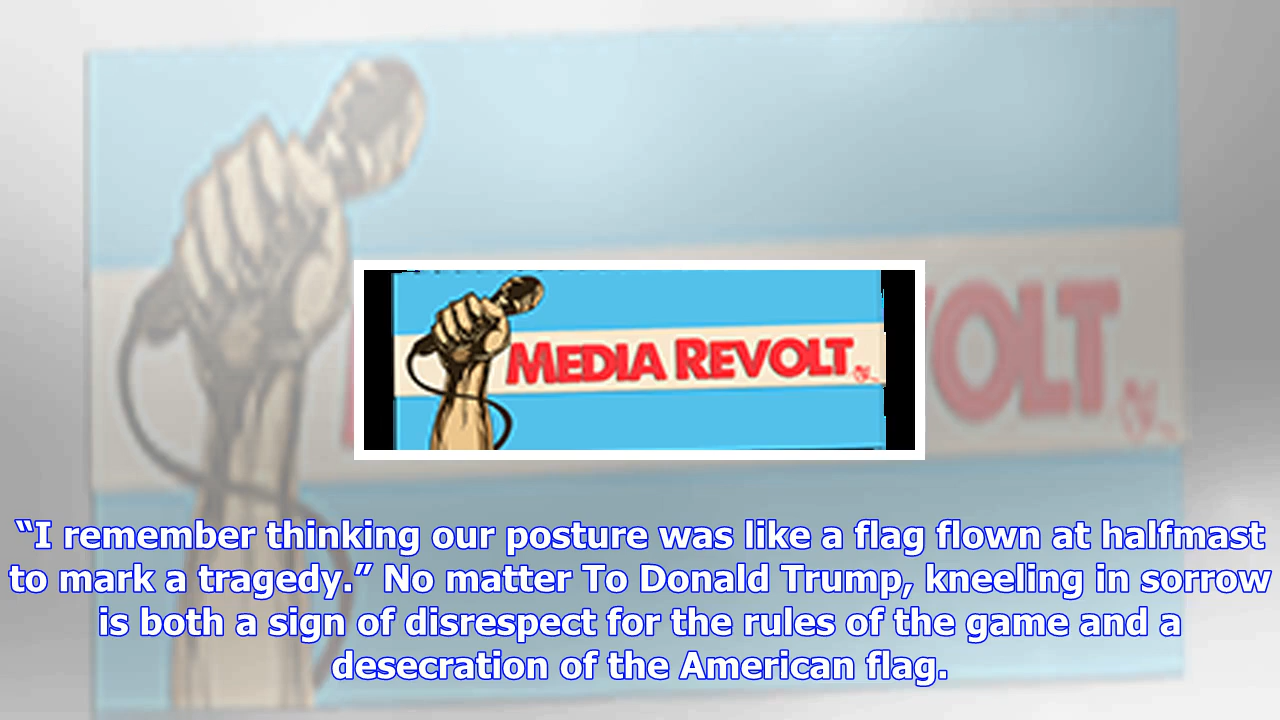 VOLT
MEDIA REVOLT
“I remember thinking our posture was like a flag flown at halfmast
to mark a tragedy.” No matter To Donald Trump, kneeling in sorrow
is both a sign of disrespect for the rules of the game and a
desecration of the American flag.